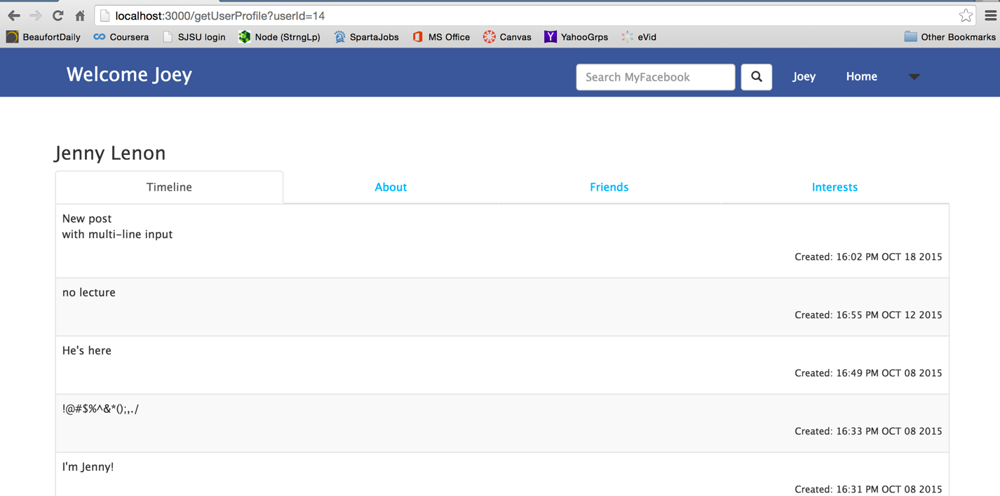 localhost:3000/getUserProfile?userId=14
BeaufortDaily Coursera SJSU login Node (StrngLp) SpartaJobs MS Office Canvas YahooGrps eVid Other Bookmarks
Welcome Joey Search MyFacebook Joey Home
Jenny Lenon
Timeline About Friends Interests
New post
with multi-line input
Created: 16:02 PM OCT 18 2015
no lecture
Created: 16:55 PM OCT 12 2015
He's here
Created: 16:49 PM OCT 08 2015
!@#$%^&*();,./
Created: 16:33 PM OCT 08 2015
I'm Jenny!
Created: 16:31 PM OCT 08 2015